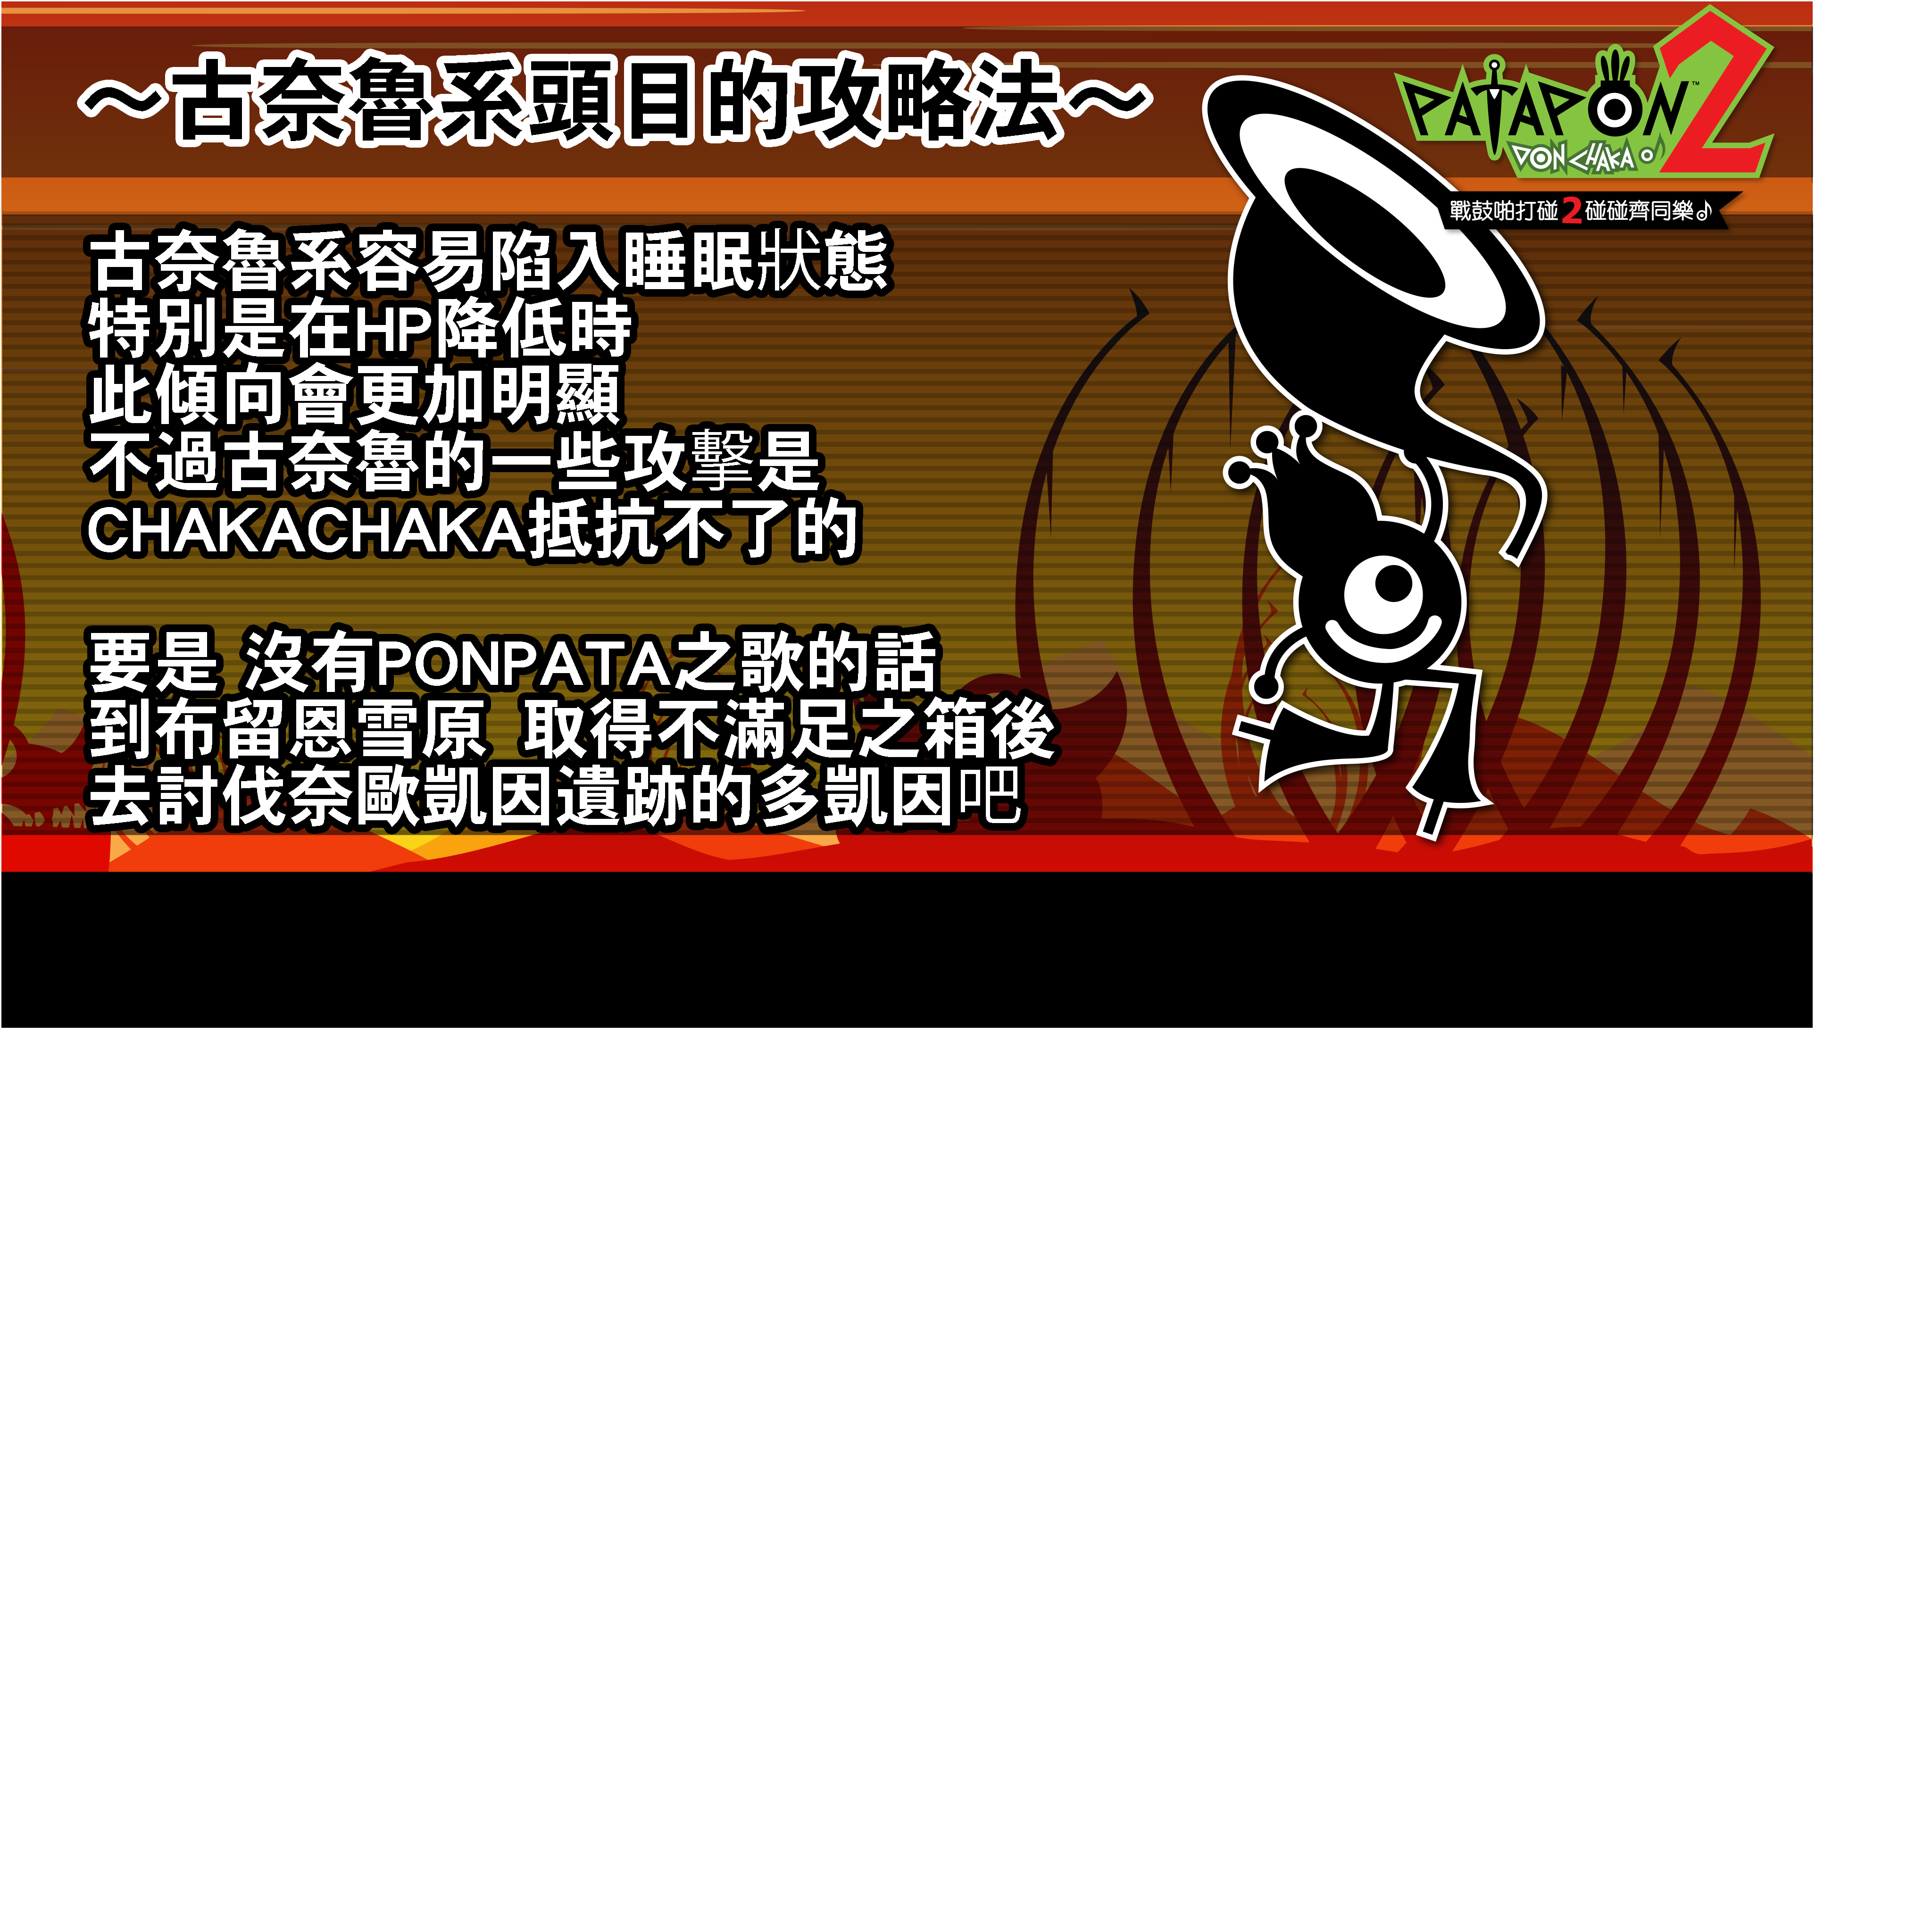 ～古奈魯系頭目的攻略法～
PATAPON2™
DON CHAKA♪
戰鼓啪打碰2碰碰齊同樂♪
古奈魯系容易陷入睡眠狀態
特別是在HP降低時
此傾向會更加明顯
不過古奈魯的一些攻擊是
CHAKACHAKA抵抗不了的
要是 沒有PONPATA之歌的話
到布留恩雪原 取得不滿足之箱後
去討伐奈歐凱因遺跡的多凱因吧